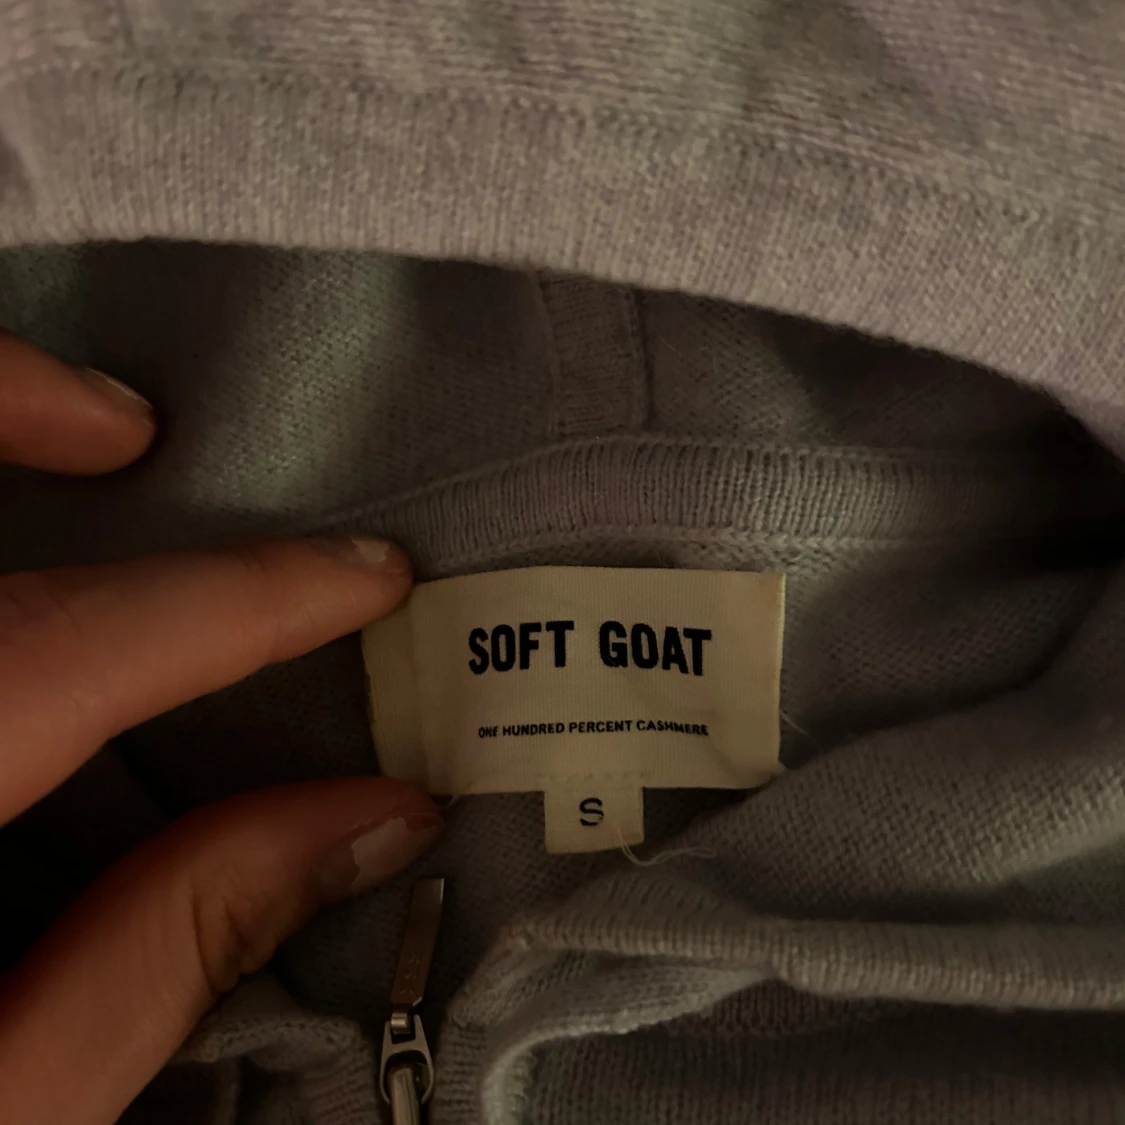 SOFT GOAT
ONE HUNDRED PERCENT CASHMERE
S